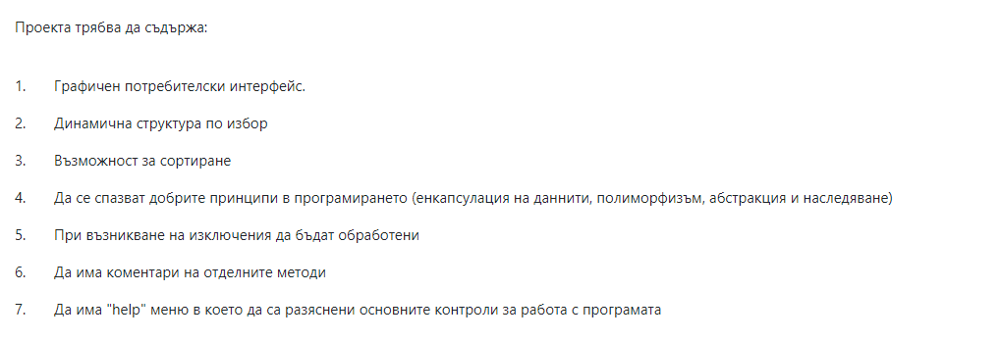 Проекта трябва да съдържа:
1. Графичен потребителски интерфейс.
2. Динамична структура по избор
3. Възможност за сортиране
4. Да се спазват добрите принципи в програмирането (енкапсулация на даннити, полиморфизъм, абстракция и наследяване)
5. При възникване на изключения да бъдат обработени
6. Да има коментари на отделните методи
7. Да има "help" меню в което да са разяснени основните контроли за работа с програмата